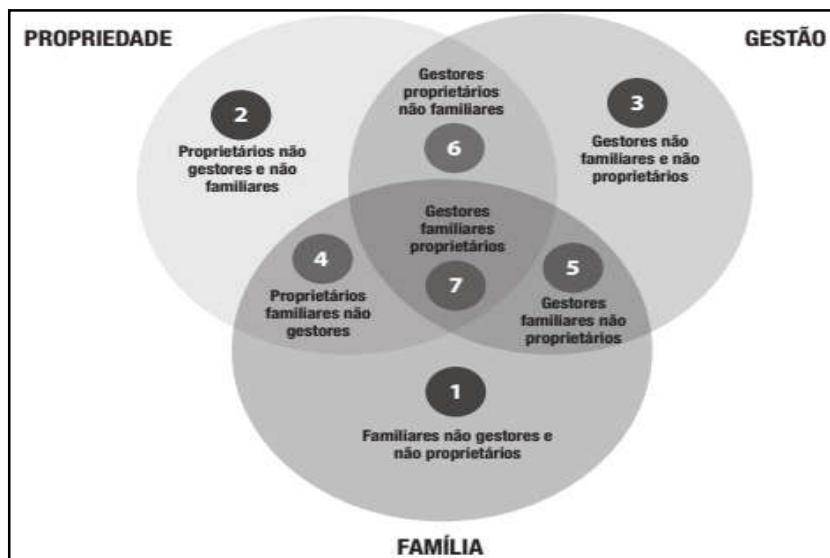 PROPRIEDADE
GESTÃO
Gestores
proprietários
não familiares
2
3
Proprietários não
gestores e não
familiares
6
Gestores não
familiares e não
proprietários
Gestores
familiares
proprietários
4
5
7
Proprietários
familiares não
gestores
Gestores
familiares não
proprietários
1
Familiares não gestores e
não proprietários
FAMÍLIA